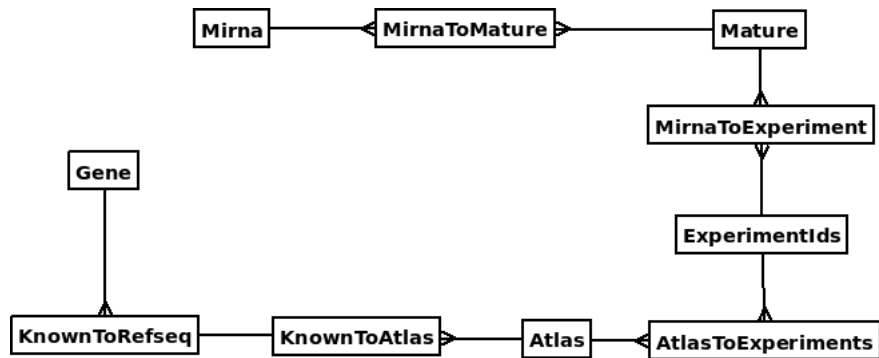 Mirna
MirnaToMature
Mature
MirnaToExperiment
Gene
ExperimentIds
KnownToRefseq
KnownToAtlas
Atlas
AtlasToExperiments